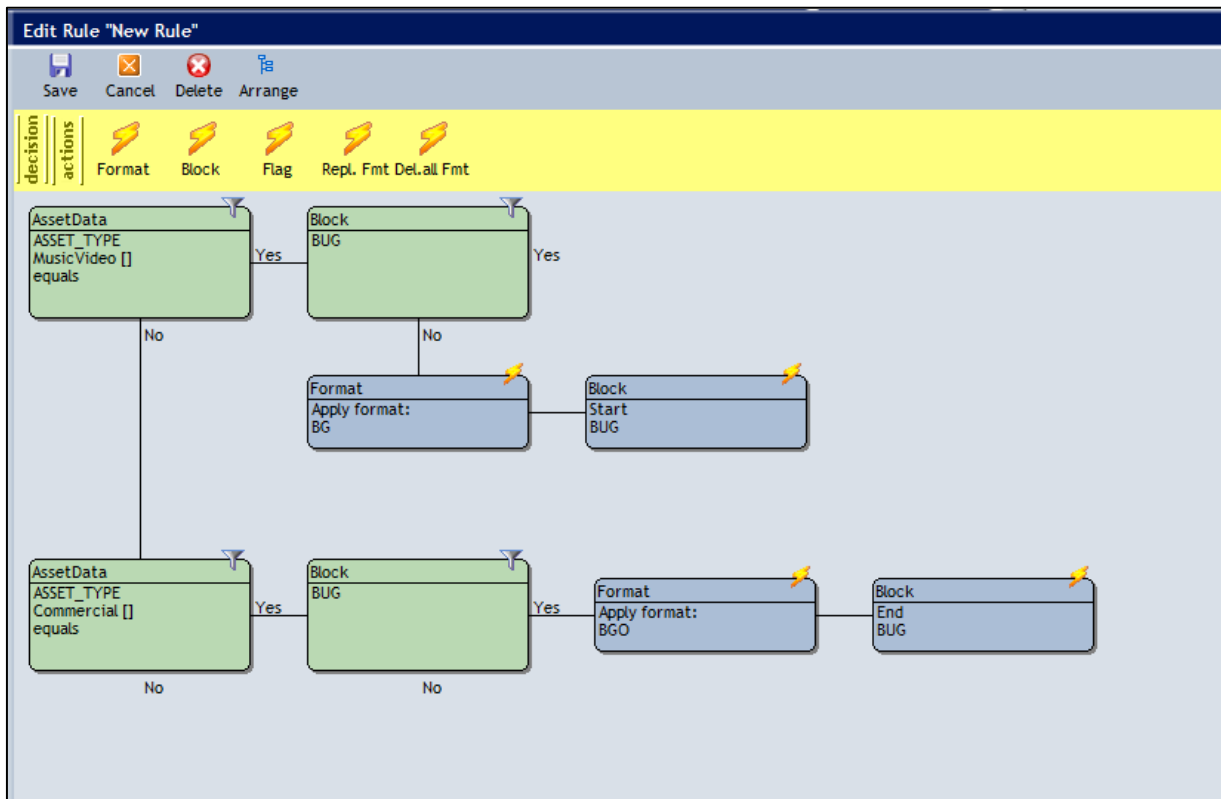 Edit Rule "New Rule"
Save Cancel Delete Arrange
decision
actions
Format Block Flag Repl. Fmt Del.all Fmt
AssetData
ASSET_TYPE
MusicVideo []
equals
Yes
Block
BUG
Yes
No
No
Format
Apply format:
BG
Block
Start
BUG
AssetData
ASSET_TYPE
Commercial []
equals
Yes
Block
BUG
Yes
Format
Apply format:
BGO
Block
End
BUG
No
No